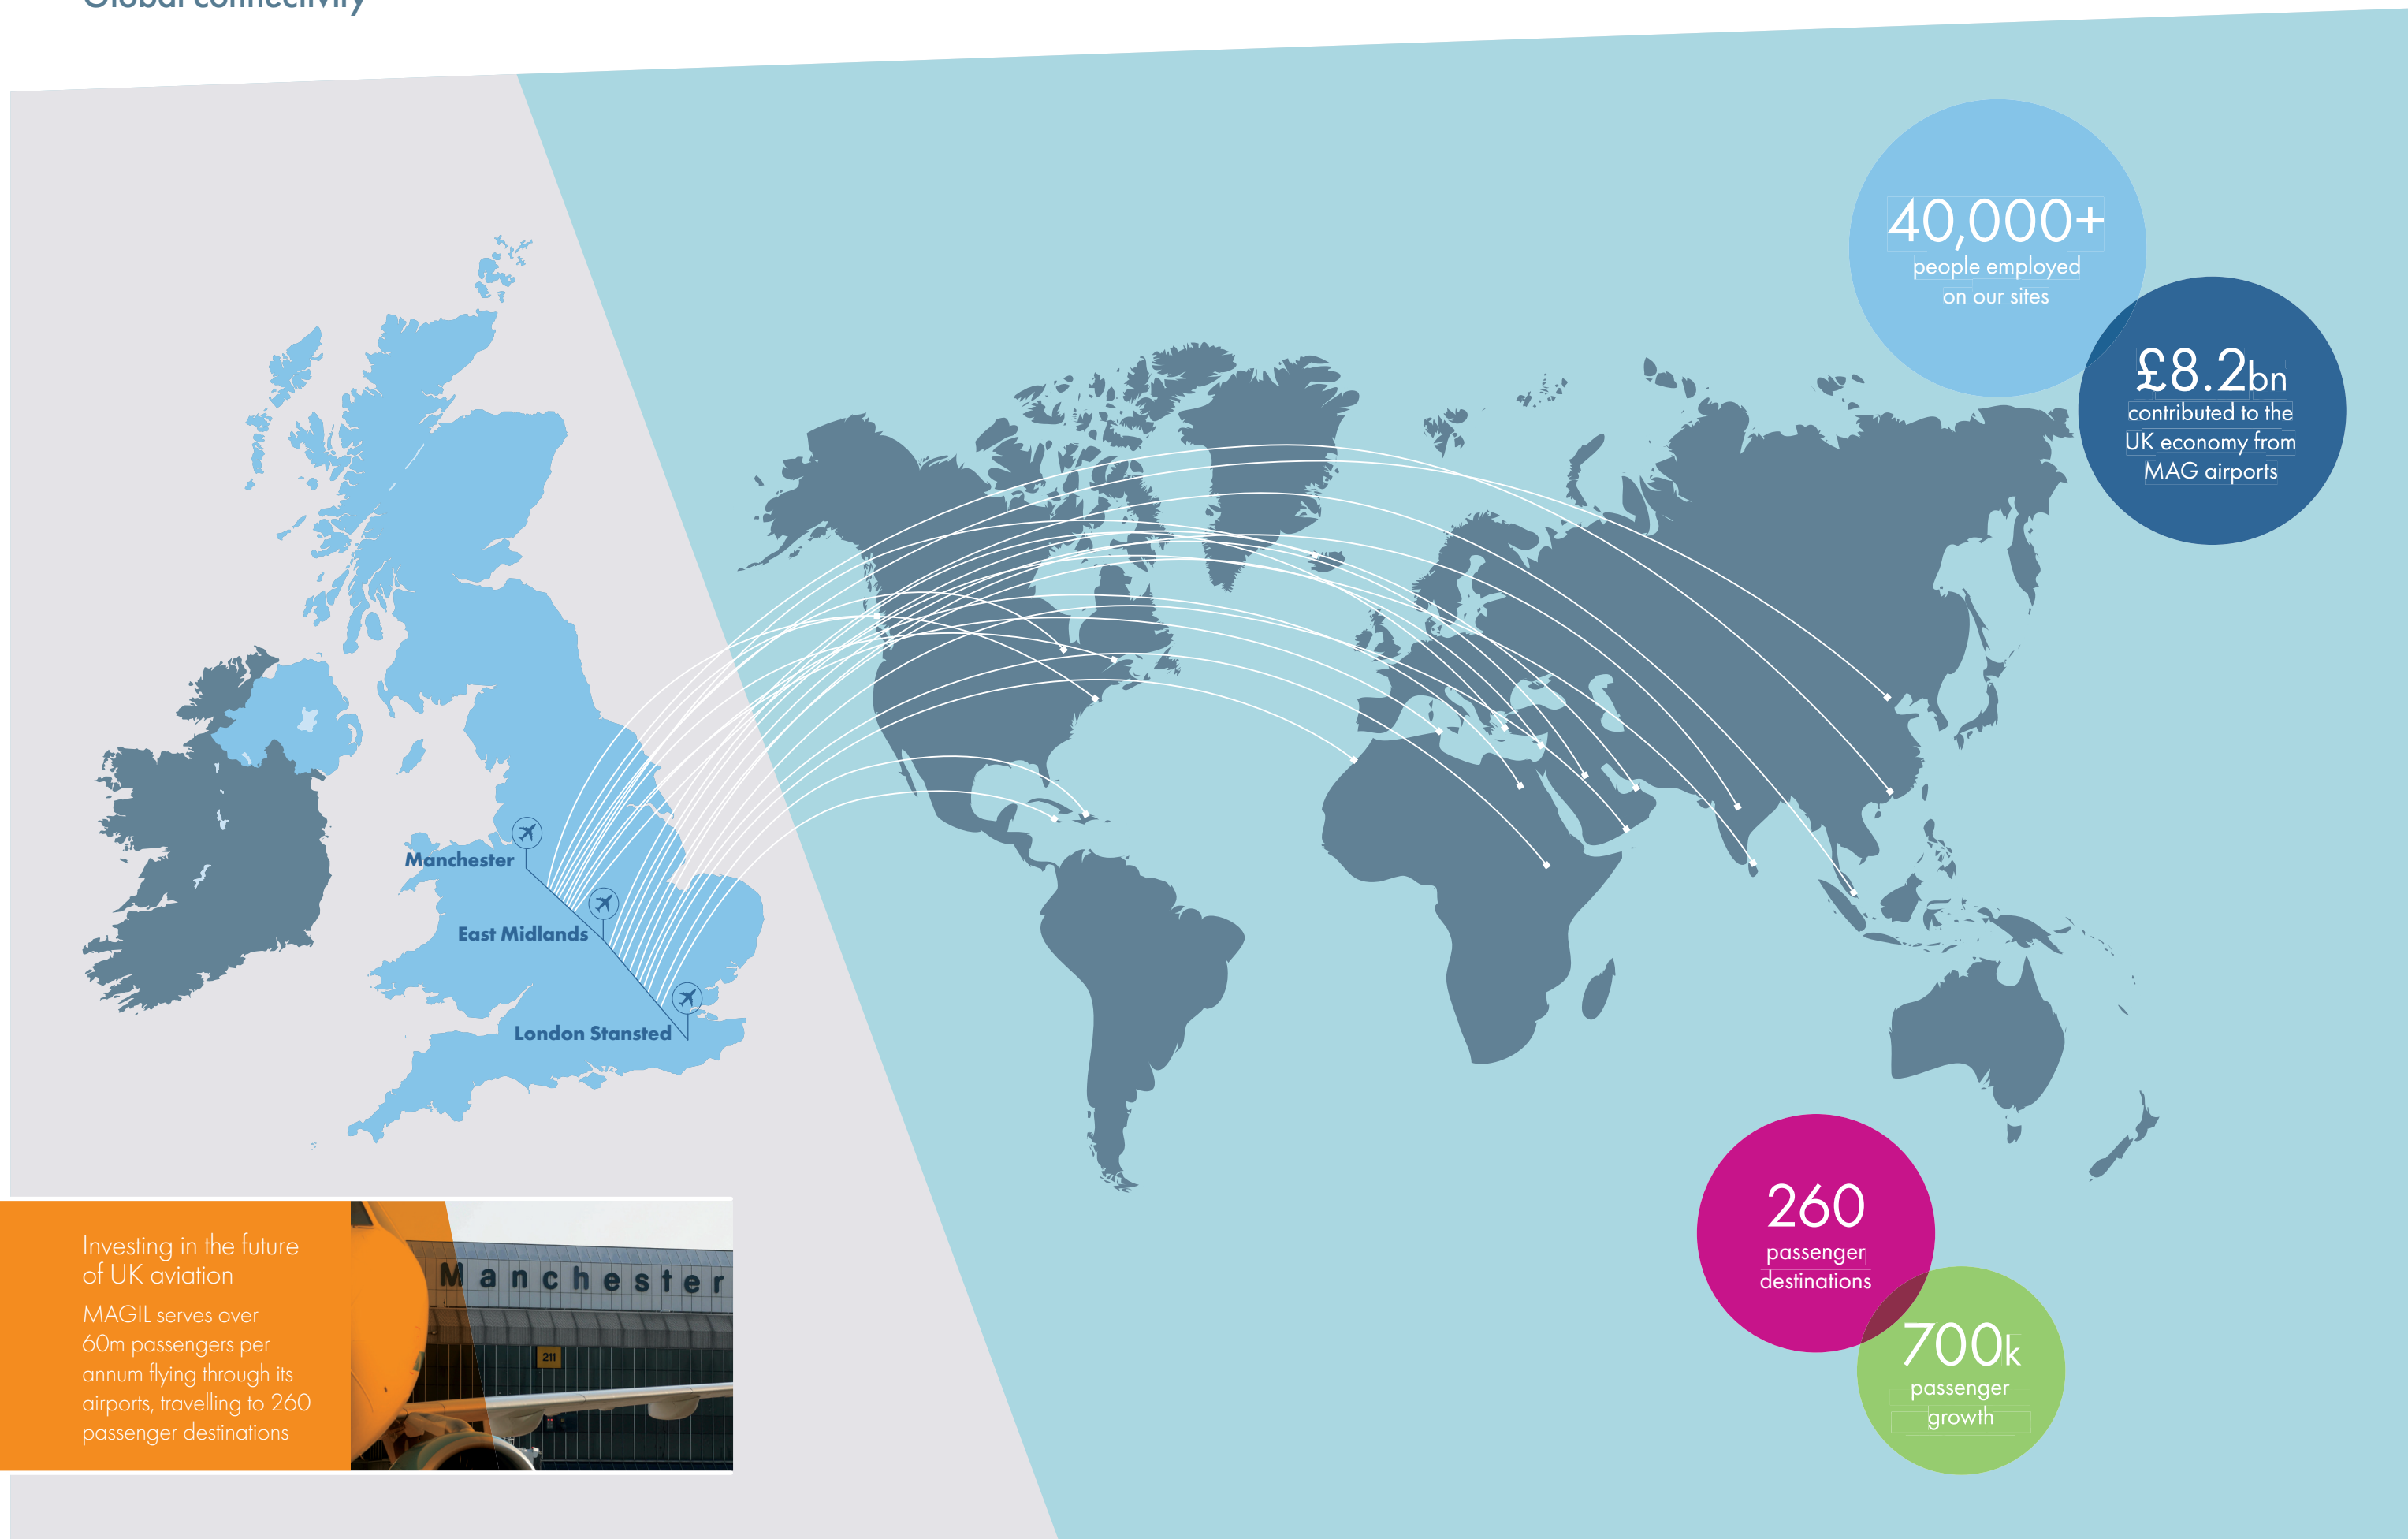 Global connectivity
40,000+
people employed
on our sites
£8.2bn
contributed to the
UK economy from
MAG airports
Manchester
East Midlands
London Stansted
260
passenger
destinations
700k
passenger
growth
Investing in the future
of UK aviation
MAGIL serves over
60m passengers per
annum flying through its
airports, travelling to 260
passenger destinations
Manchester
211